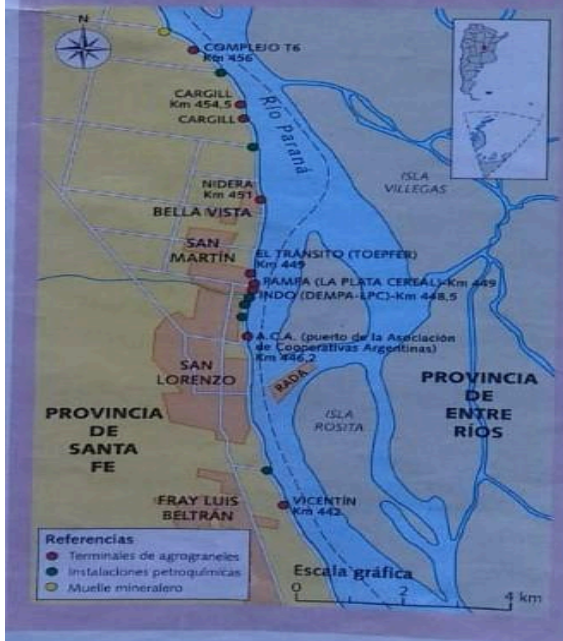 N
COMPLEJO T6
Km 456
CARGILL
Km 454,5
CARGILL
Río Paraná
ISLA
VILLEGAS
NIDERA
Km 451
BELLA VISTA
SAN
MARTÍN
EL TRÁNSITO (TOEPFER)
Km 449
PAMPA (LA PLATA CEREAL)-Km 449
INDO (DEMPA-LPC)-Km 448,5
A.C.A. (puerto de la Asociación
de Cooperativas Argentinas)
Km 446,2
SAN
LORENZO
RADA
PROVINCIA
DE
ENTRE
RÍOS
ISLA
ROSITA
PROVINCIA
DE
SANTA
FE
FRAY LUIS
BELTRÁN
VICENTÍN
Km 442
Referencias
Terminales de agrograneles
Instalaciones petroquímicas
Muelle mineralero
Escala gráfica
0 2 4 km